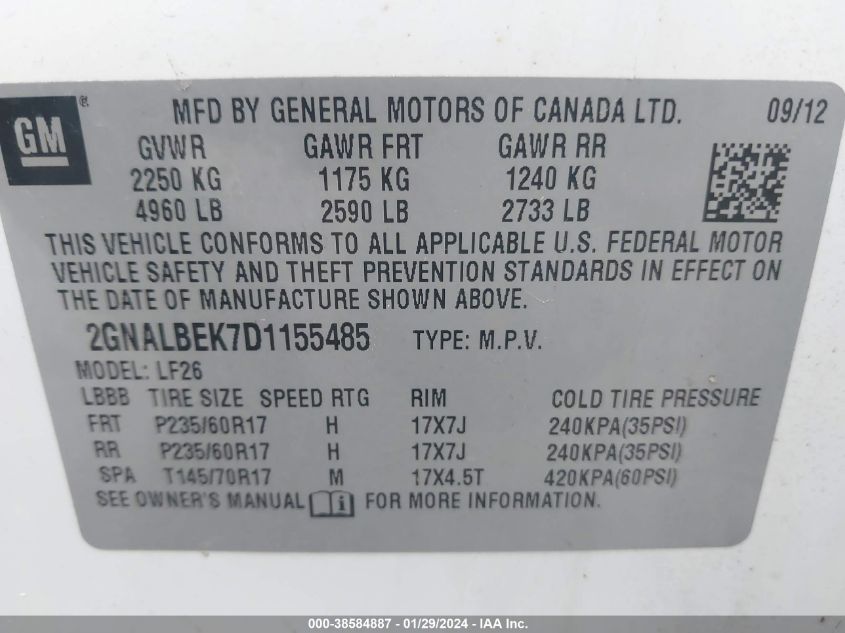 GM ® MFD BY GENERAL MOTORS OF CANADA LTD. 09/12
GVWR GAWR FRT GAWR RR
2250 KG 1175 KG 1240 KG
4960 LB 2590 LB 2733 LB
THIS VEHICLE CONFORMS TO ALL APPLICABLE U.S. FEDERAL MOTOR
VEHICLE SAFETY AND THEFT PREVENTION STANDARDS IN EFFECT ON
THE DATE OF MANUFACTURE SHOWN ABOVE.
2GNALBEK7D1155485 TYPE: M.P.V.
MODEL: LF26
LBBB TIRE SIZE SPEED RTG RIM COLD TIRE PRESSURE
FRT P235/60R17 H 17X7J 240KPA(35PSI)
RR P235/60R17 H 17X7J 240KPA(35PSI)
SPA T145/70R17 M 17X4.5T 420KPA(60PSI)
SEE OWNER'S MANUAL i FOR MORE INFORMATION.
000-38584887 - 01/29/2024 - IAA Inc.